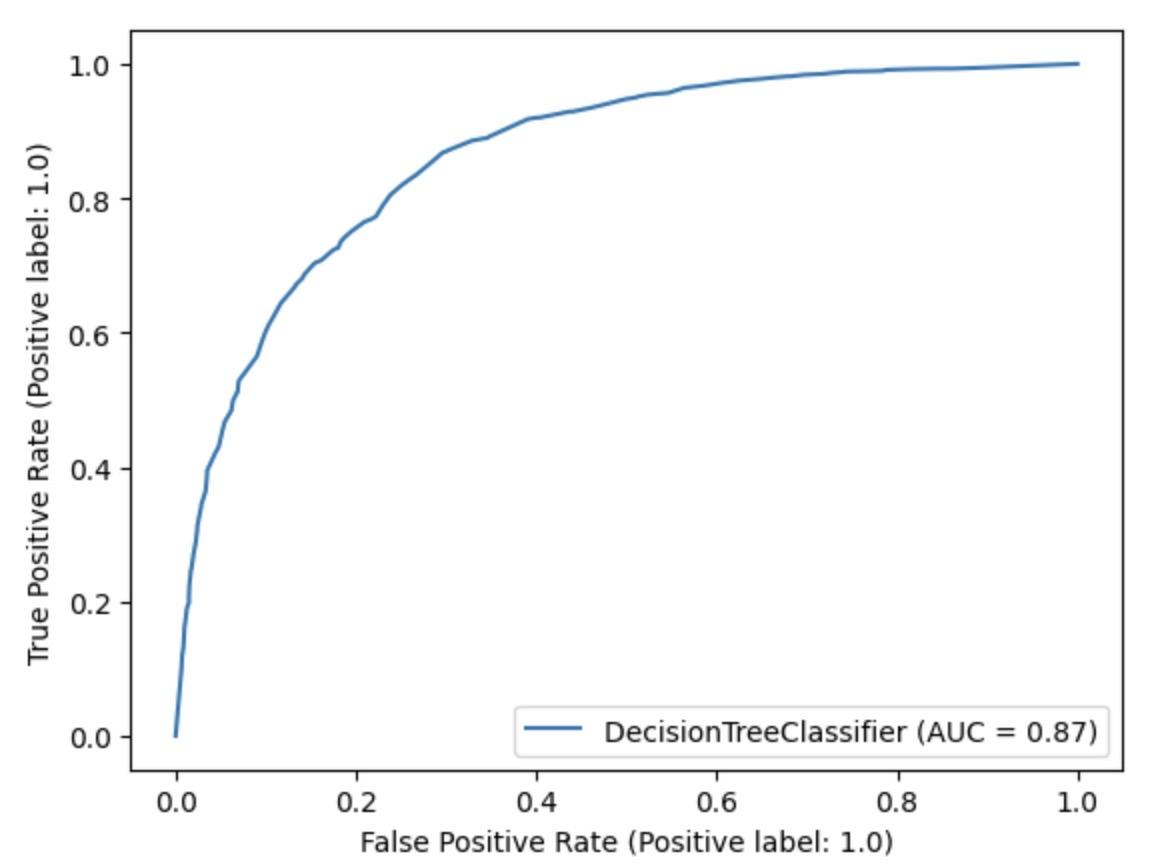 True Positive Rate (Positive label: 1.0)
1.0
0.8
0.6
0.4
0.2
0.0
DecisionTreeClassifier (AUC = 0.87)
0.0 0.2 0.4 0.6 0.8 1.0
False Positive Rate (Positive label: 1.0)